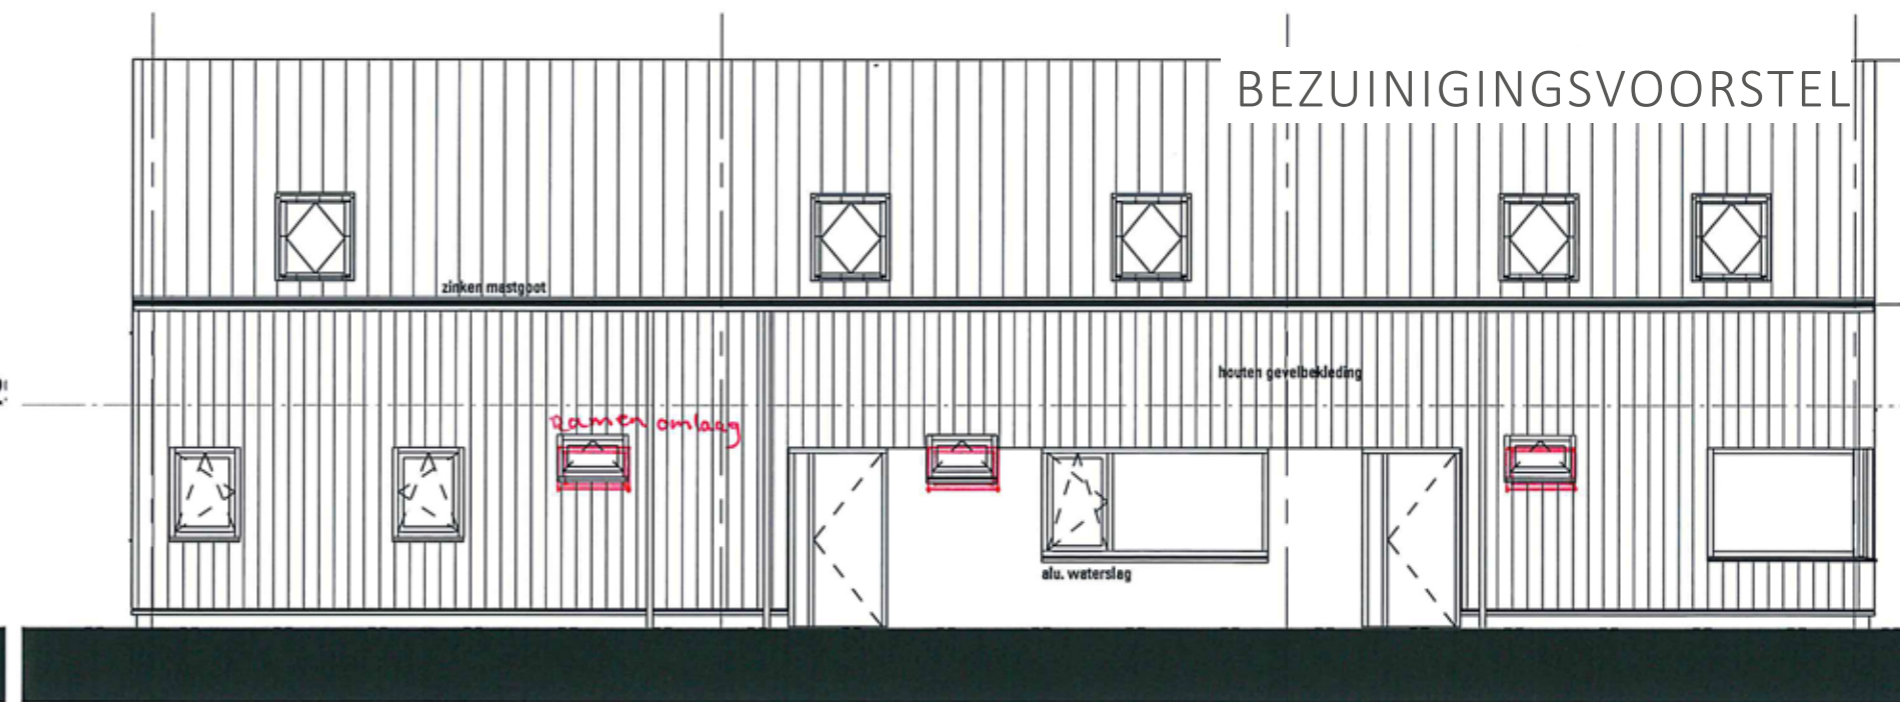 BEZUINIGINGSVOORSTEL
zinken mastgoot
houten gevelbekleding
Ramen omlaag
alu. waterslag